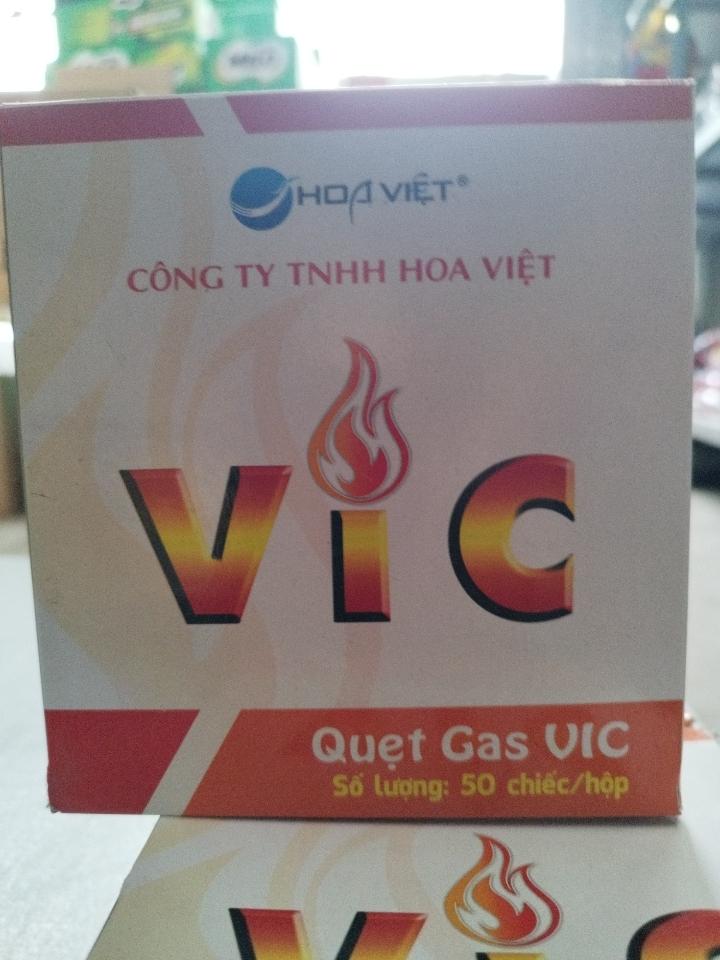 HOA VIỆT®
CÔNG TY TNHH HOA VIỆT
ViC
Quẹt Gas VIC
Số lượng: 50 chiếc/hộp